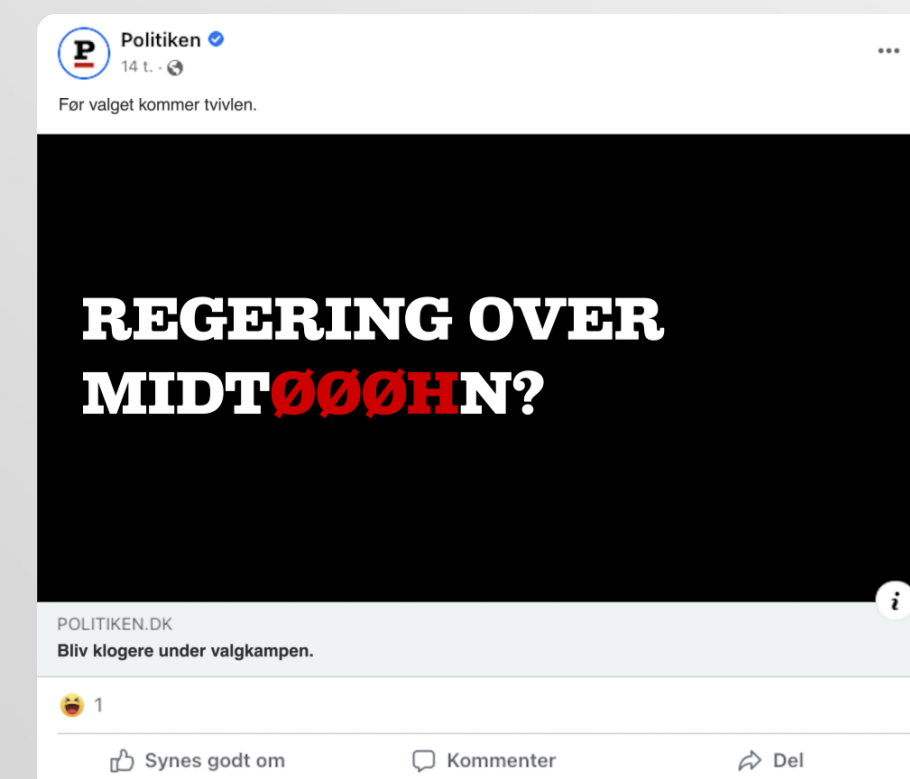 P
Politiken
14 t. ·
Før valget kommer tvivlen.
REGERING OVER
MIDTØØØHN?
i
POLITIKEN.DK
Bliv klogere under valgkampen.
1
Synes godt om
Kommenter
Del